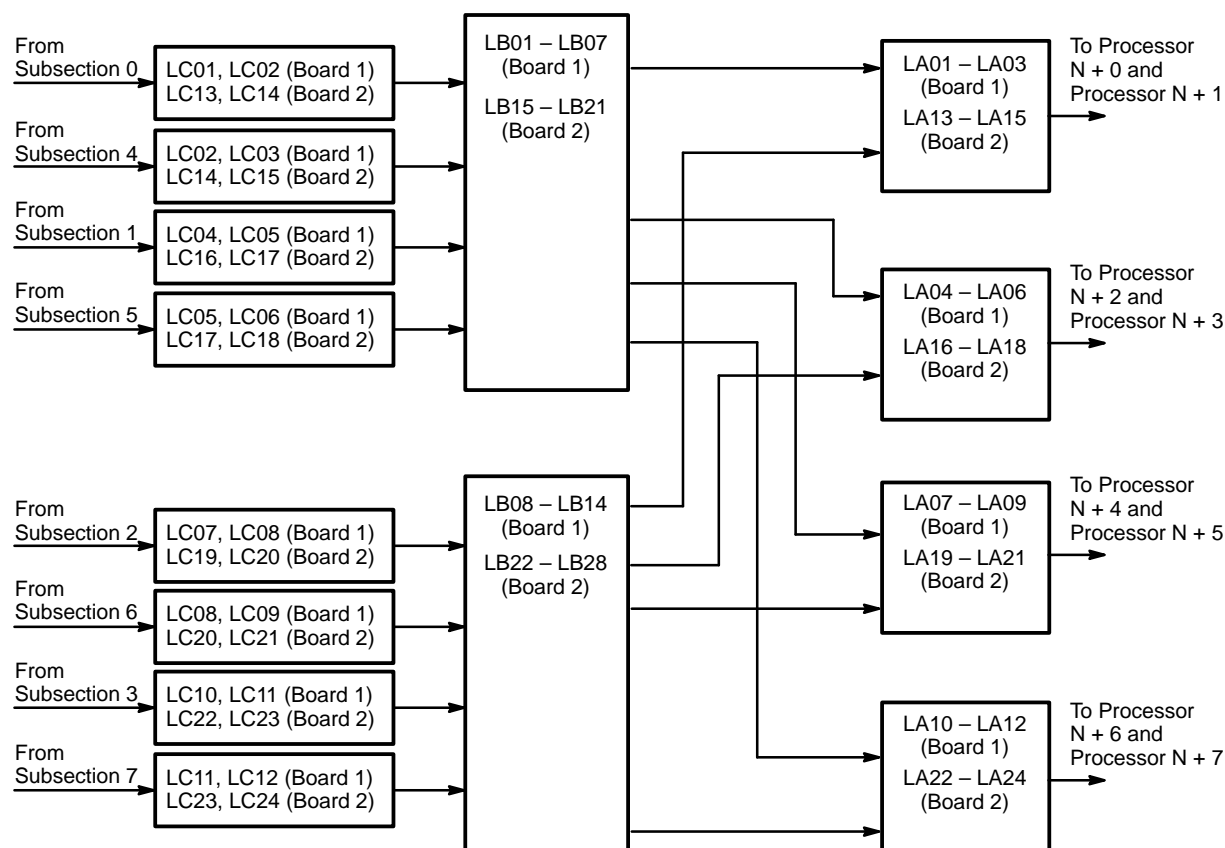 From
Subsection 0
LC01, LC02 (Board 1)
LC13, LC14 (Board 2)
From
Subsection 4
LC02, LC03 (Board 1)
LC14, LC15 (Board 2)
From
Subsection 1
LC04, LC05 (Board 1)
LC16, LC17 (Board 2)
From
Subsection 5
LC05, LC06 (Board 1)
LC17, LC18 (Board 2)
LB01 – LB07
(Board 1)
LB15 – LB21
(Board 2)
From
Subsection 2
LC07, LC08 (Board 1)
LC19, LC20 (Board 2)
From
Subsection 6
LC08, LC09 (Board 1)
LC20, LC21 (Board 2)
From
Subsection 3
LC10, LC11 (Board 1)
LC22, LC23 (Board 2)
From
Subsection 7
LC11, LC12 (Board 1)
LC23, LC24 (Board 2)
LB08 – LB14
(Board 1)
LB22 – LB28
(Board 2)
LA01 – LA03
(Board 1)
LA13 – LA15
(Board 2)
To Processor
N + 0 and
Processor N + 1
LA04 – LA06
(Board 1)
LA16 – LA18
(Board 2)
To Processor
N + 2 and
Processor N + 3
LA07 – LA09
(Board 1)
LA19 – LA21
(Board 2)
To Processor
N + 4 and
Processor N + 5
LA10 – LA12
(Board 1)
LA22 – LA24
(Board 2)
To Processor
N + 6 and
Processor N + 7